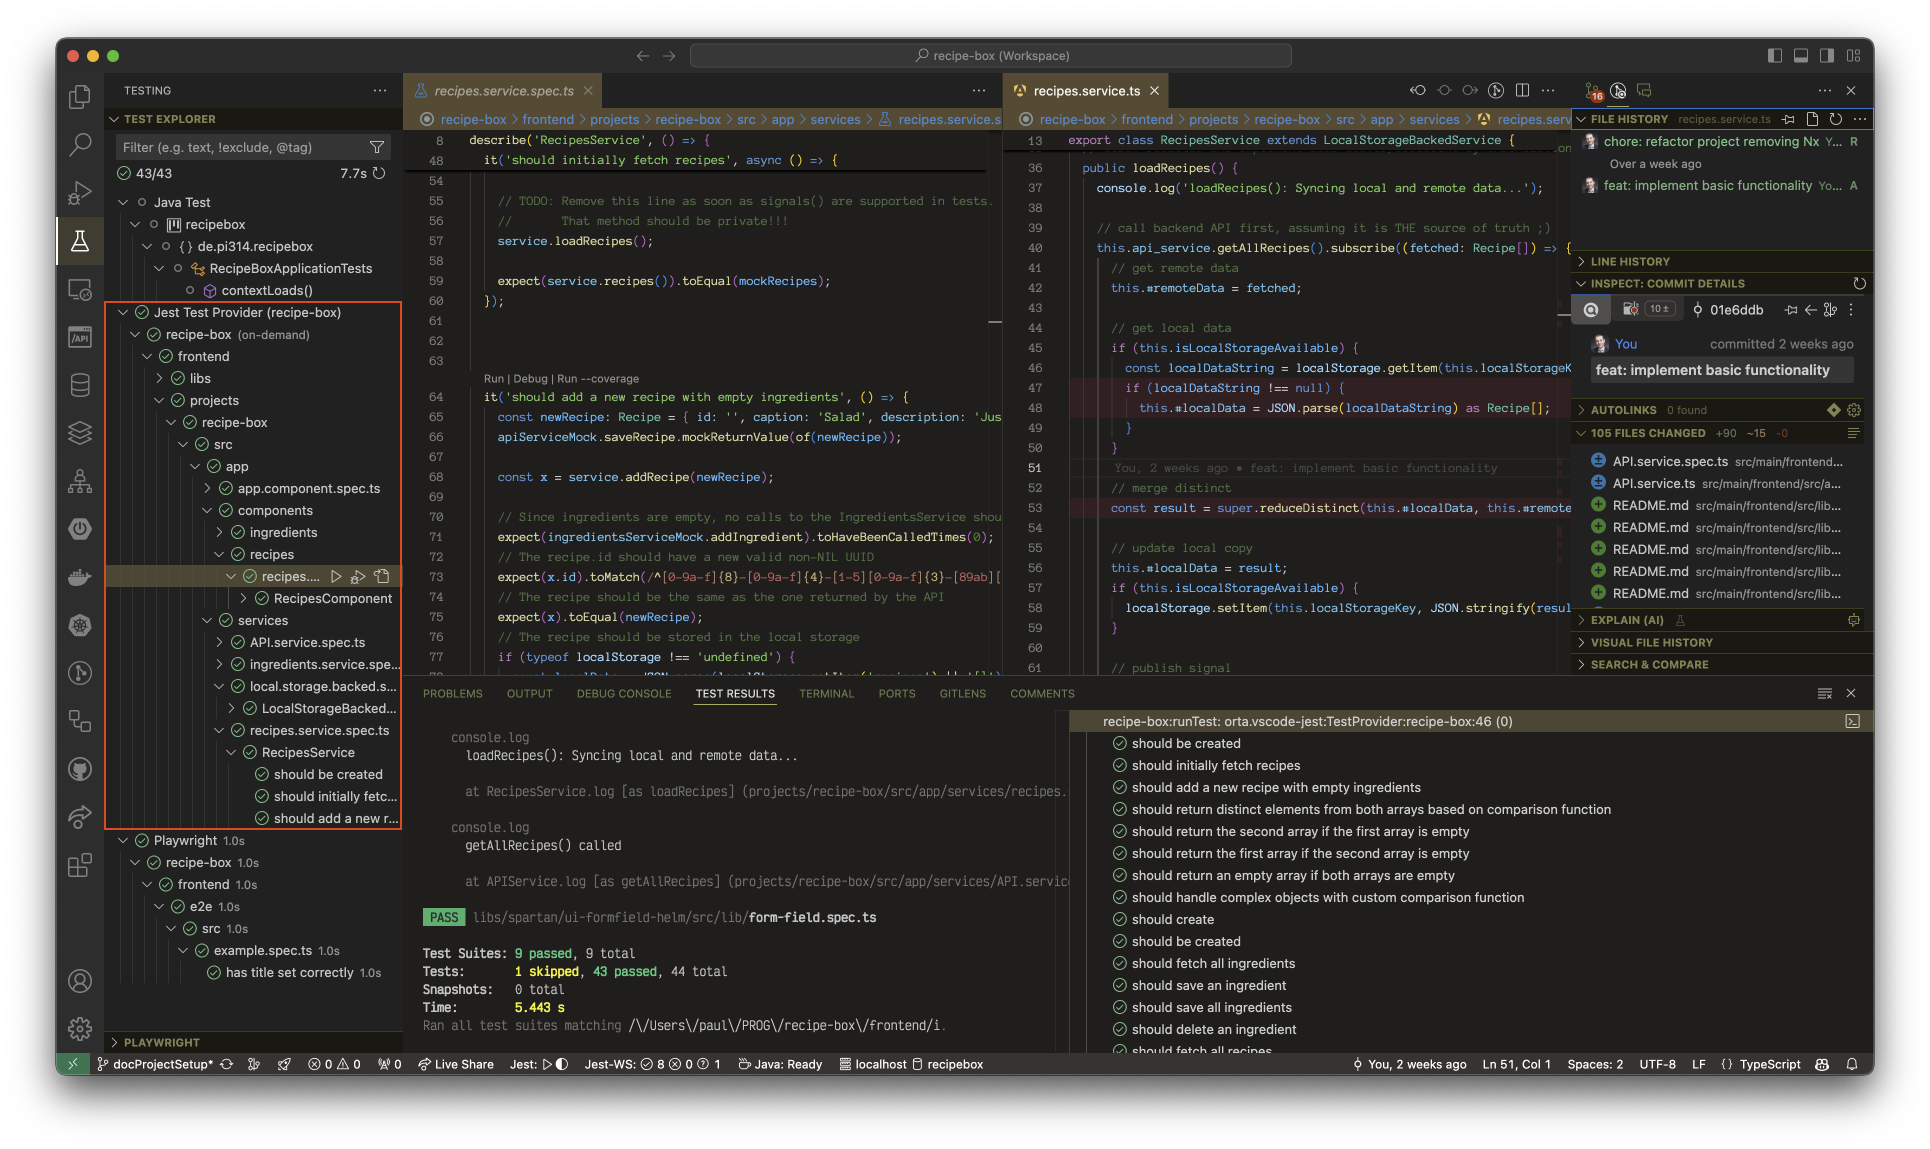 recipe-box (Workspace)
TESTING
TEST EXPLORER
Filter (e.g. text, !exclude, @tag)
43/43 7.7s
Java Test
recipebox
{ } de.pi314.recipebox
RecipeBoxApplicationTests
contextLoads()
Jest Test Provider (recipe-box)
recipe-box (on-demand)
frontend
libs
projects
recipe-box
src
app
app.component.spec.ts
components
ingredients
recipes
recipes....
RecipesComponent
services
API.service.spec.ts
ingredients.service.spe...
local.storage.backed.s...
LocalStorageBacked...
recipes.service.spec.ts
RecipesService
should be created
should initially fetc...
should add a new r...
Playwright 1.0s
recipe-box 1.0s
frontend 1.0s
e2e 1.0s
src 1.0s
example.spec.ts 1.0s
has title set correctly 1.0s
PLAYWRIGHT
recipes.service.spec.ts
recipe-box > frontend > projects > recipe-box > src > app > services > recipes.service.s
8 describe('RecipesService', () => {
48 it('should initially fetch recipes', async () => {
54
55 // TODO: Remove this line as soon as signals() are supported in tests.
56 // That method should be private!!!
57 service.loadRecipes();
58
59 expect(service.recipes()).toEqual(mockRecipes);
60 });
61
62
63
Run | Debug | Run --coverage
64 it('should add a new recipe with empty ingredients', () => {
65 const newRecipe: Recipe = { id: '', caption: 'Salad', description: 'Jus
66 apiServiceMock.saveRecipe.mockReturnValue(of(newRecipe));
67
68 const x = service.addRecipe(newRecipe);
69
70 // Since ingredients are empty, no calls to the IngredientsService shou
71 expect(ingredientsServiceMock.addIngredient).toHaveBeenCalledTimes(0);
72 // The recipe.id should have a new valid non-NIL UUID
73 expect(x.id).toMatch(/^[0-9a-f]{8}-[0-9a-f]{4}-[1-5][0-9a-f]{3}-[89ab][
74 // The recipe should be the same as the one returned by the API
75 expect(x).toEqual(newRecipe);
76 // The recipe should be stored in the local storage
77 if (typeof localStorage !== 'undefined') {
recipes.service.ts
recipe-box > frontend > projects > recipe-box > src > app > services > recipes.serv
13 export class RecipesService extends LocalStorageBackedService {
36 public loadRecipes() {
37 console.log('loadRecipes(): Syncing local and remote data...');
38
39 // call backend API first, assuming it is THE source of truth ;)
40 this.api_service.getAllRecipes().subscribe((fetched: Recipe[]) => {
41 // get remote data
42 this.#remoteData = fetched;
43
44 // get local data
45 if (this.isLocalStorageAvailable) {
46 const localDataString = localStorage.getItem(this.localStorageK
47 if (localDataString !== null) {
48 this.#localData = JSON.parse(localDataString) as Recipe[];
49 }
50 }
51 You, 2 weeks ago • feat: implement basic functionality
52 // merge distinct
53 const result = super.reduceDistinct(this.#localData, this.#remote
54
55 // update local copy
56 this.#localData = result;
57 if (this.isLocalStorageAvailable) {
58 localStorage.setItem(this.localStorageKey, JSON.stringify(resul
59 }
60
61 // publish signal
16
FILE HISTORY recipes.service.ts
chore: refactor project removing Nx Y... R
Over a week ago
feat: implement basic functionality Yo... A
LINE HISTORY
INSPECT: COMMIT DETAILS
10± 01e6ddb
You committed 2 weeks ago
feat: implement basic functionality
AUTOLINKS 0 found
105 FILES CHANGED +90 ~15 -0
API.service.spec.ts src/main/frontend...
API.service.ts src/main/frontend/src/a...
README.md src/main/frontend/src/lib...
README.md src/main/frontend/src/lib...
README.md src/main/frontend/src/lib...
README.md src/main/frontend/src/lib...
README.md src/main/frontend/src/lib...
EXPLAIN (AI)
VISUAL FILE HISTORY
SEARCH & COMPARE
PROBLEMS OUTPUT DEBUG CONSOLE TEST RESULTS TERMINAL PORTS GITLENS COMMENTS
console.log
loadRecipes(): Syncing local and remote data...
at RecipesService.log [as loadRecipes] (projects/recipe-box/src/app/services/recipes.
console.log
getAllRecipes() called
at APIService.log [as getAllRecipes] (projects/recipe-box/src/app/services/API.servic
PASS libs/spartan/ui-formfield-helm/src/lib/form-field.spec.ts
Test Suites: 9 passed, 9 total
Tests: 1 skipped, 43 passed, 44 total
Snapshots: 0 total
Time: 5.443 s
Ran all test suites matching /\/Users\/paul\/PROG\/recipe-box\/frontend/i.
recipe-box:runTest: orta.vscode-jest:TestProvider:recipe-box:46 (0)
should be created
should initially fetch recipes
should add a new recipe with empty ingredients
should return distinct elements from both arrays based on comparison function
should return the second array if the first array is empty
should return the first array if the second array is empty
should return an empty array if both arrays are empty
should handle complex objects with custom comparison function
should create
should be created
should fetch all ingredients
should save an ingredient
should save all ingredients
should delete an ingredient
should fetch all recipes
docProjectSetup* 0 0 0 Live Share Jest: Jest-WS: 8 0 1 Java: Ready localhost recipebox You, 2 weeks ago Ln 51, Col 1 Spaces: 2 UTF-8 LF { } TypeScript